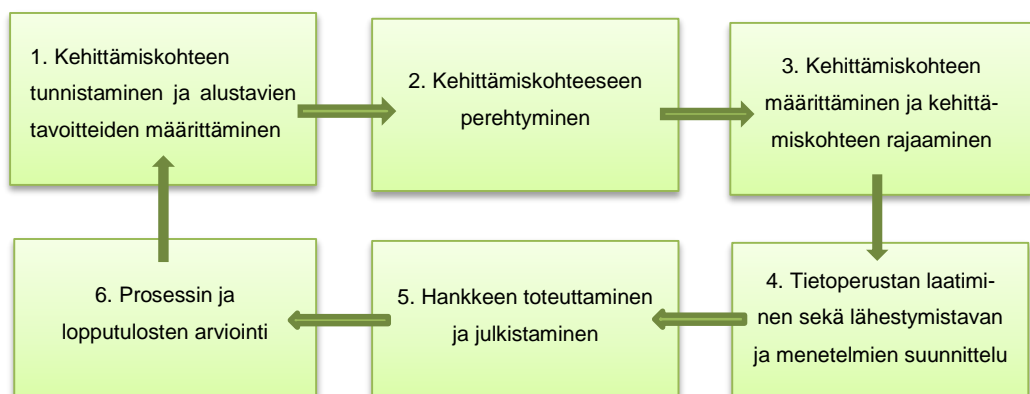 1. Kehittämiskohteen
tunnistaminen ja alustavien
tavoitteiden määrittäminen
2. Kehittämiskohteeseen
perehtyminen
3. Kehittämiskohteen
määrittäminen ja kehittä-
miskohteen rajaaminen
4. Tietoperustan laatimi-
nen sekä lähestymistavan
ja menetelmien suunnittelu
5. Hankkeen toteuttaminen
ja julkistaminen
6. Prosessin ja
lopputulosten arviointi